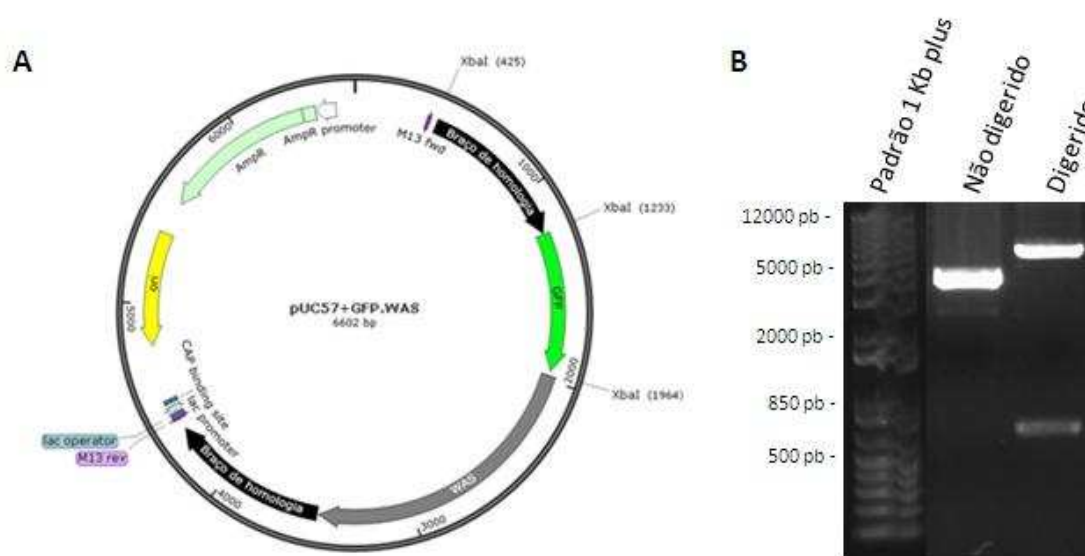 A
XbaI (425)
6000
AmpR promoter
AmpR
M13 fwd
Braço de homologia
1000
XbaI (1233)
GFP
ori
pUC57+GFP.WAS
6602 bp
5000
2000
XbaI (1964)
CAP binding site
lac promoter
lac operator
M13 rev
Braço de homologia
WAS
4000
3000
B
Padrão 1 Kb plus
Não digerido
Digerido
12000 pb -
5000 pb -
2000 pb -
850 pb -
500 pb -